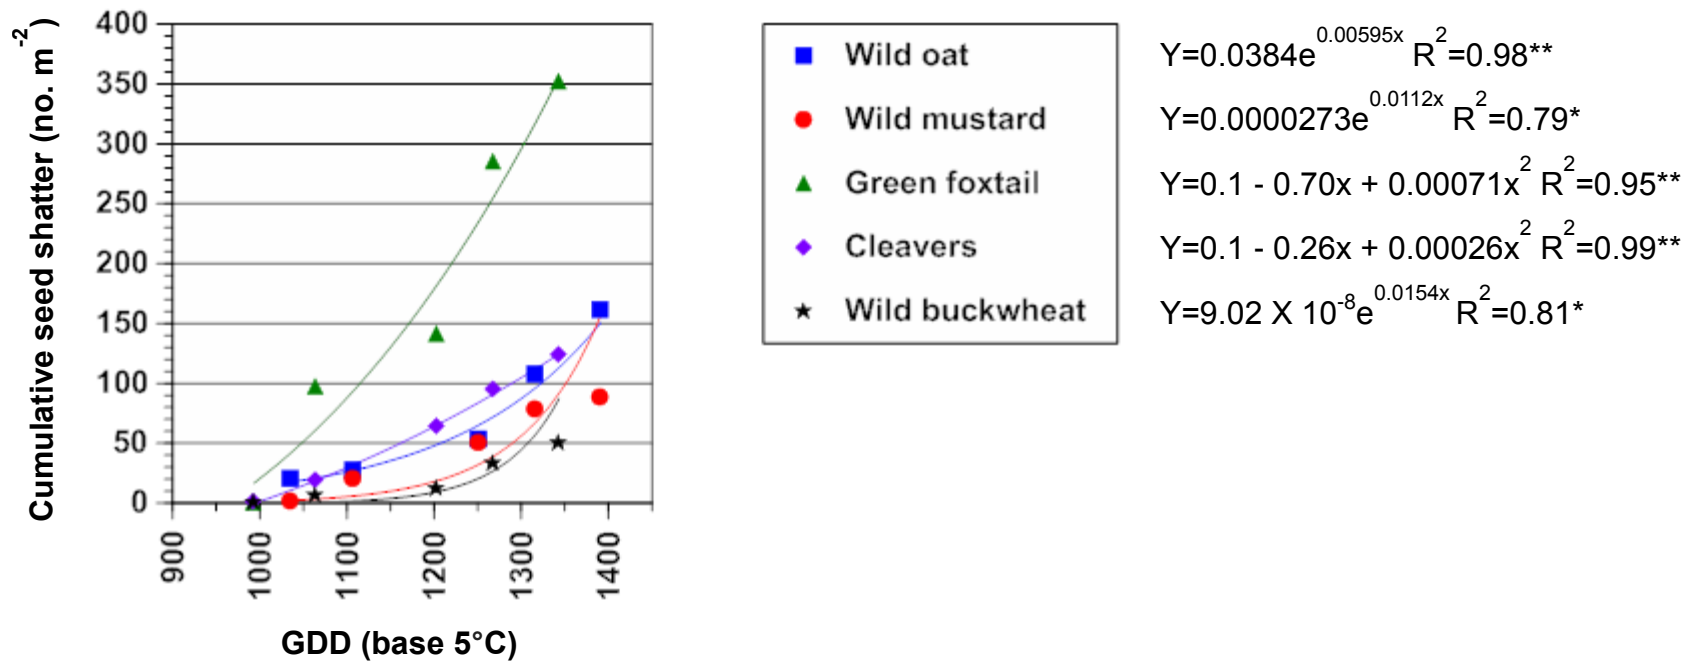 Cumulative seed shatter (no. m-2)
400
350
300
250
200
150
100
50
0
900
1000
1100
1200
1300
1400
GDD (base 5°C)
Wild oat
Wild mustard
Green foxtail
Cleavers
Wild buckwheat
Y=0.0384e0.00595x R2=0.98**
Y=0.0000273e0.0112x R2=0.79*
Y=0.1 - 0.70x + 0.00071x2 R2=0.95**
Y=0.1 - 0.26x + 0.00026x2 R2=0.99**
Y=9.02 X 10-8e0.0154x R2=0.81*